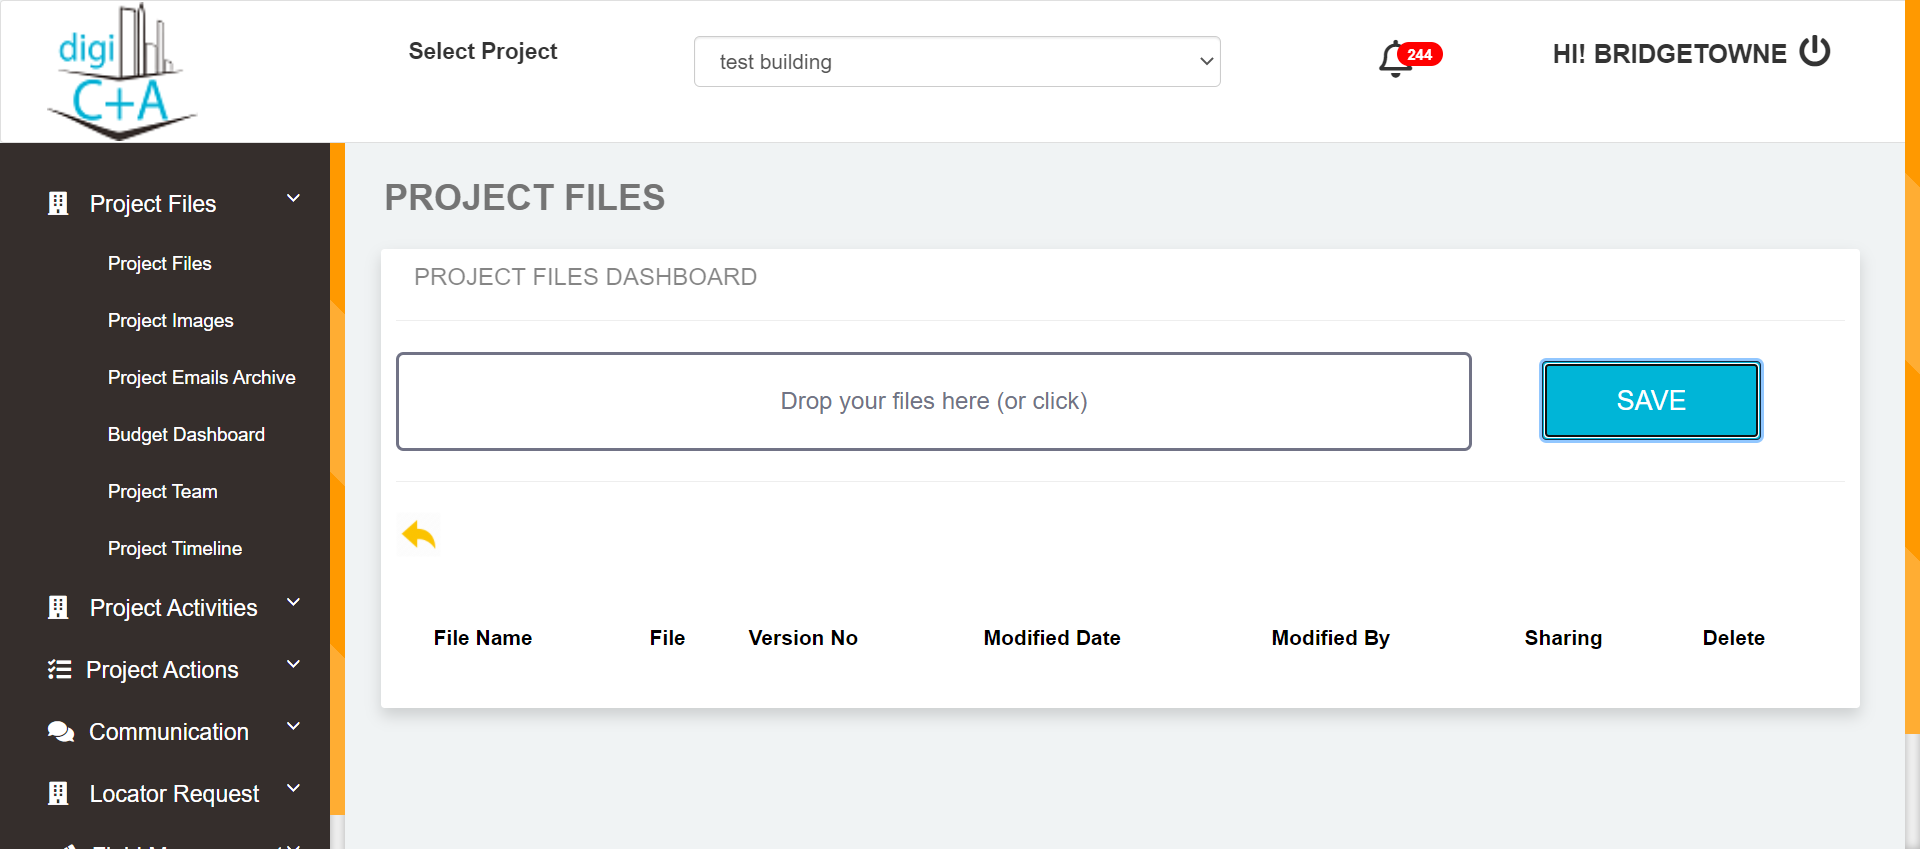 digi
C+A
Select Project
test building
244
HI! BRIDGETOWNE
Project Files
Project Files
Project Images
Project Emails Archive
Budget Dashboard
Project Team
Project Timeline
Project Activities
Project Actions
Communication
Locator Request
PROJECT FILES
PROJECT FILES DASHBOARD
Drop your files here (or click)
SAVE
File Name File Version No Modified Date Modified By Sharing Delete